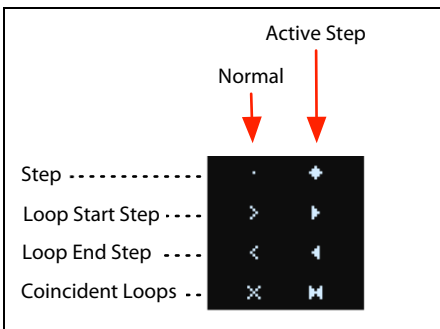 Active Step
Normal
Step
Loop Start Step
Loop End Step
Coincident Loops